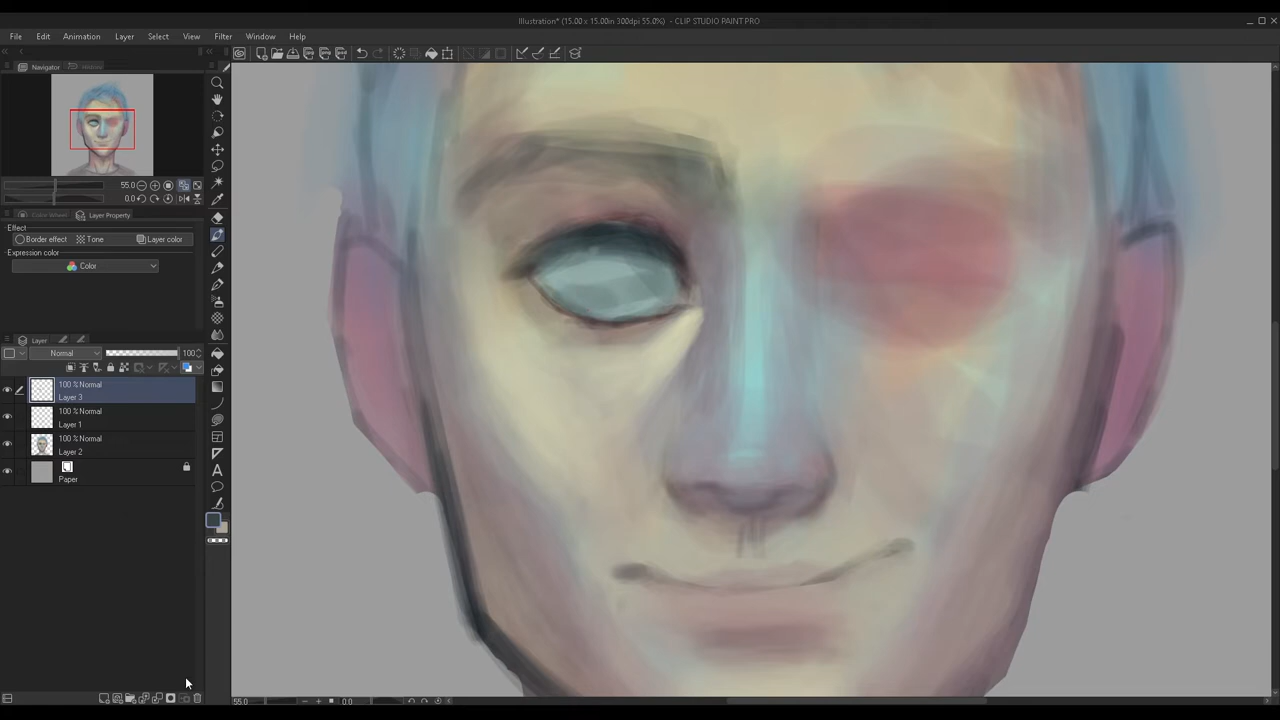 Illustration* (15.00 x 15.00in 300dpi 55.0%) - CLIP STUDIO PAINT PRO
File Edit Animation Layer Select View Filter Window Help
Navigator History
55.0
0.0
Color Wheel Layer Property
Effect
Border effect Tone Layer color
Expression color
Color
Layer
Normal 100
100 % Normal
Layer 3
100 % Normal
Layer 1
100 % Normal
Layer 2
Paper
55.0 0.0